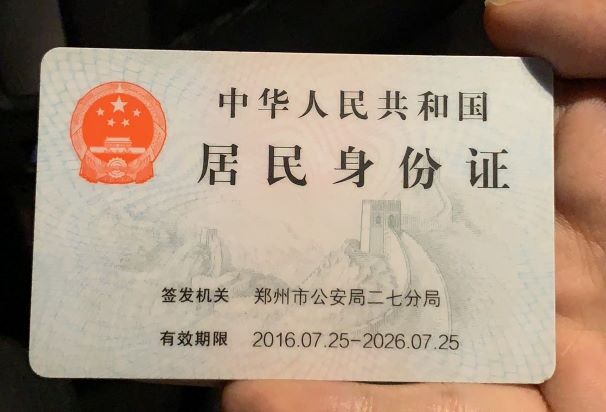 中华人民共和国
居民身份证
签发机关 郑州市公安局二七分局
有效期限 2016.07.25-2026.07.25